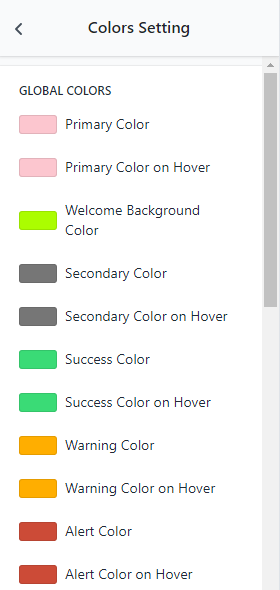 Colors Setting
GLOBAL COLORS
Primary Color
Primary Color on Hover
Welcome Background
Color
Secondary Color
Secondary Color on Hover
Success Color
Success Color on Hover
Warning Color
Warning Color on Hover
Alert Color
Alert Color on Hover